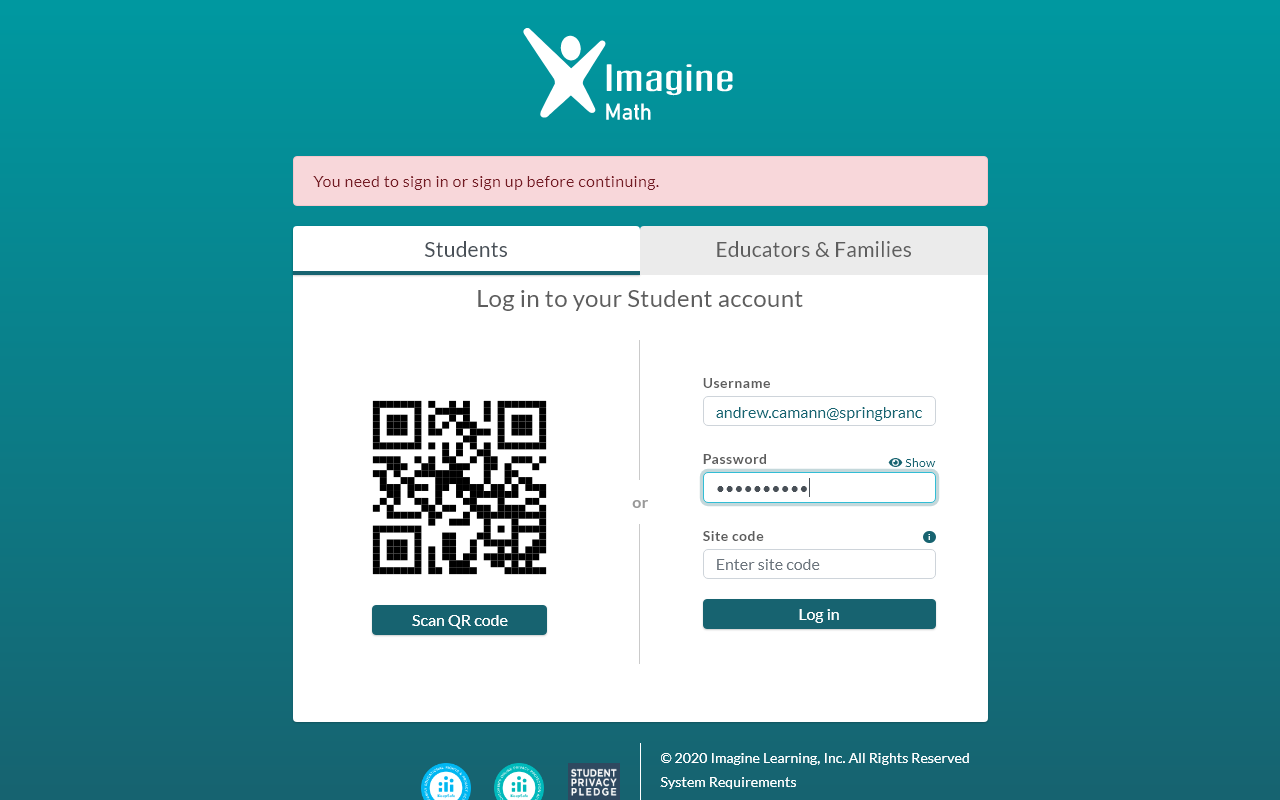 Imagine
Math
You need to sign in or sign up before continuing.
Students
Educators & Families
Log in to your Student account
Username
andrew.camann@springbranc
Password
Show
••••••••••
or
Site code
Enter site code
Scan QR code
Log in
© 2020 Imagine Learning, Inc. All Rights Reserved
STUDENT
PRIVACY
PLEDGE
System Requirements